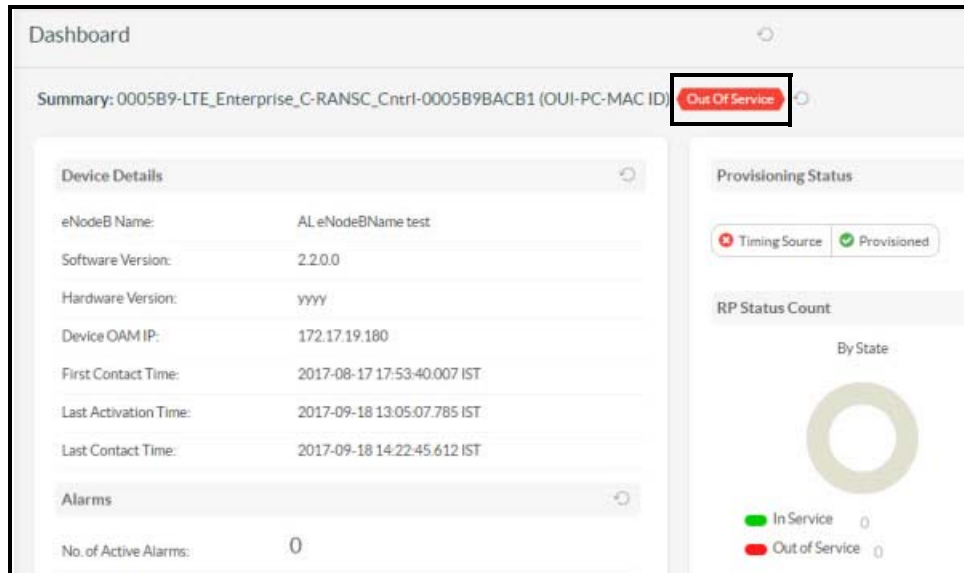 Dashboard
Summary: 0005B9-LTE_Enterprise_C-RANSC_Cntrl-0005B9BACB1 (OUI-PC-MAC ID) Out Of Service
Device Details
eNodeB Name: AL eNodeBName test
Software Version: 2.2.0.0
Hardware Version: yyyy
Device OAM IP: 172.17.19.180
First Contact Time: 2017-08-17 17:53:40.007 IST
Last Activation Time: 2017-09-18 13:05:07.785 IST
Last Contact Time: 2017-09-18 14:22:45.612 IST
Alarms
No. of Active Alarms: 0
Provisioning Status
Timing Source Provisioned
RP Status Count
By State
In Service 0
Out of Service 0